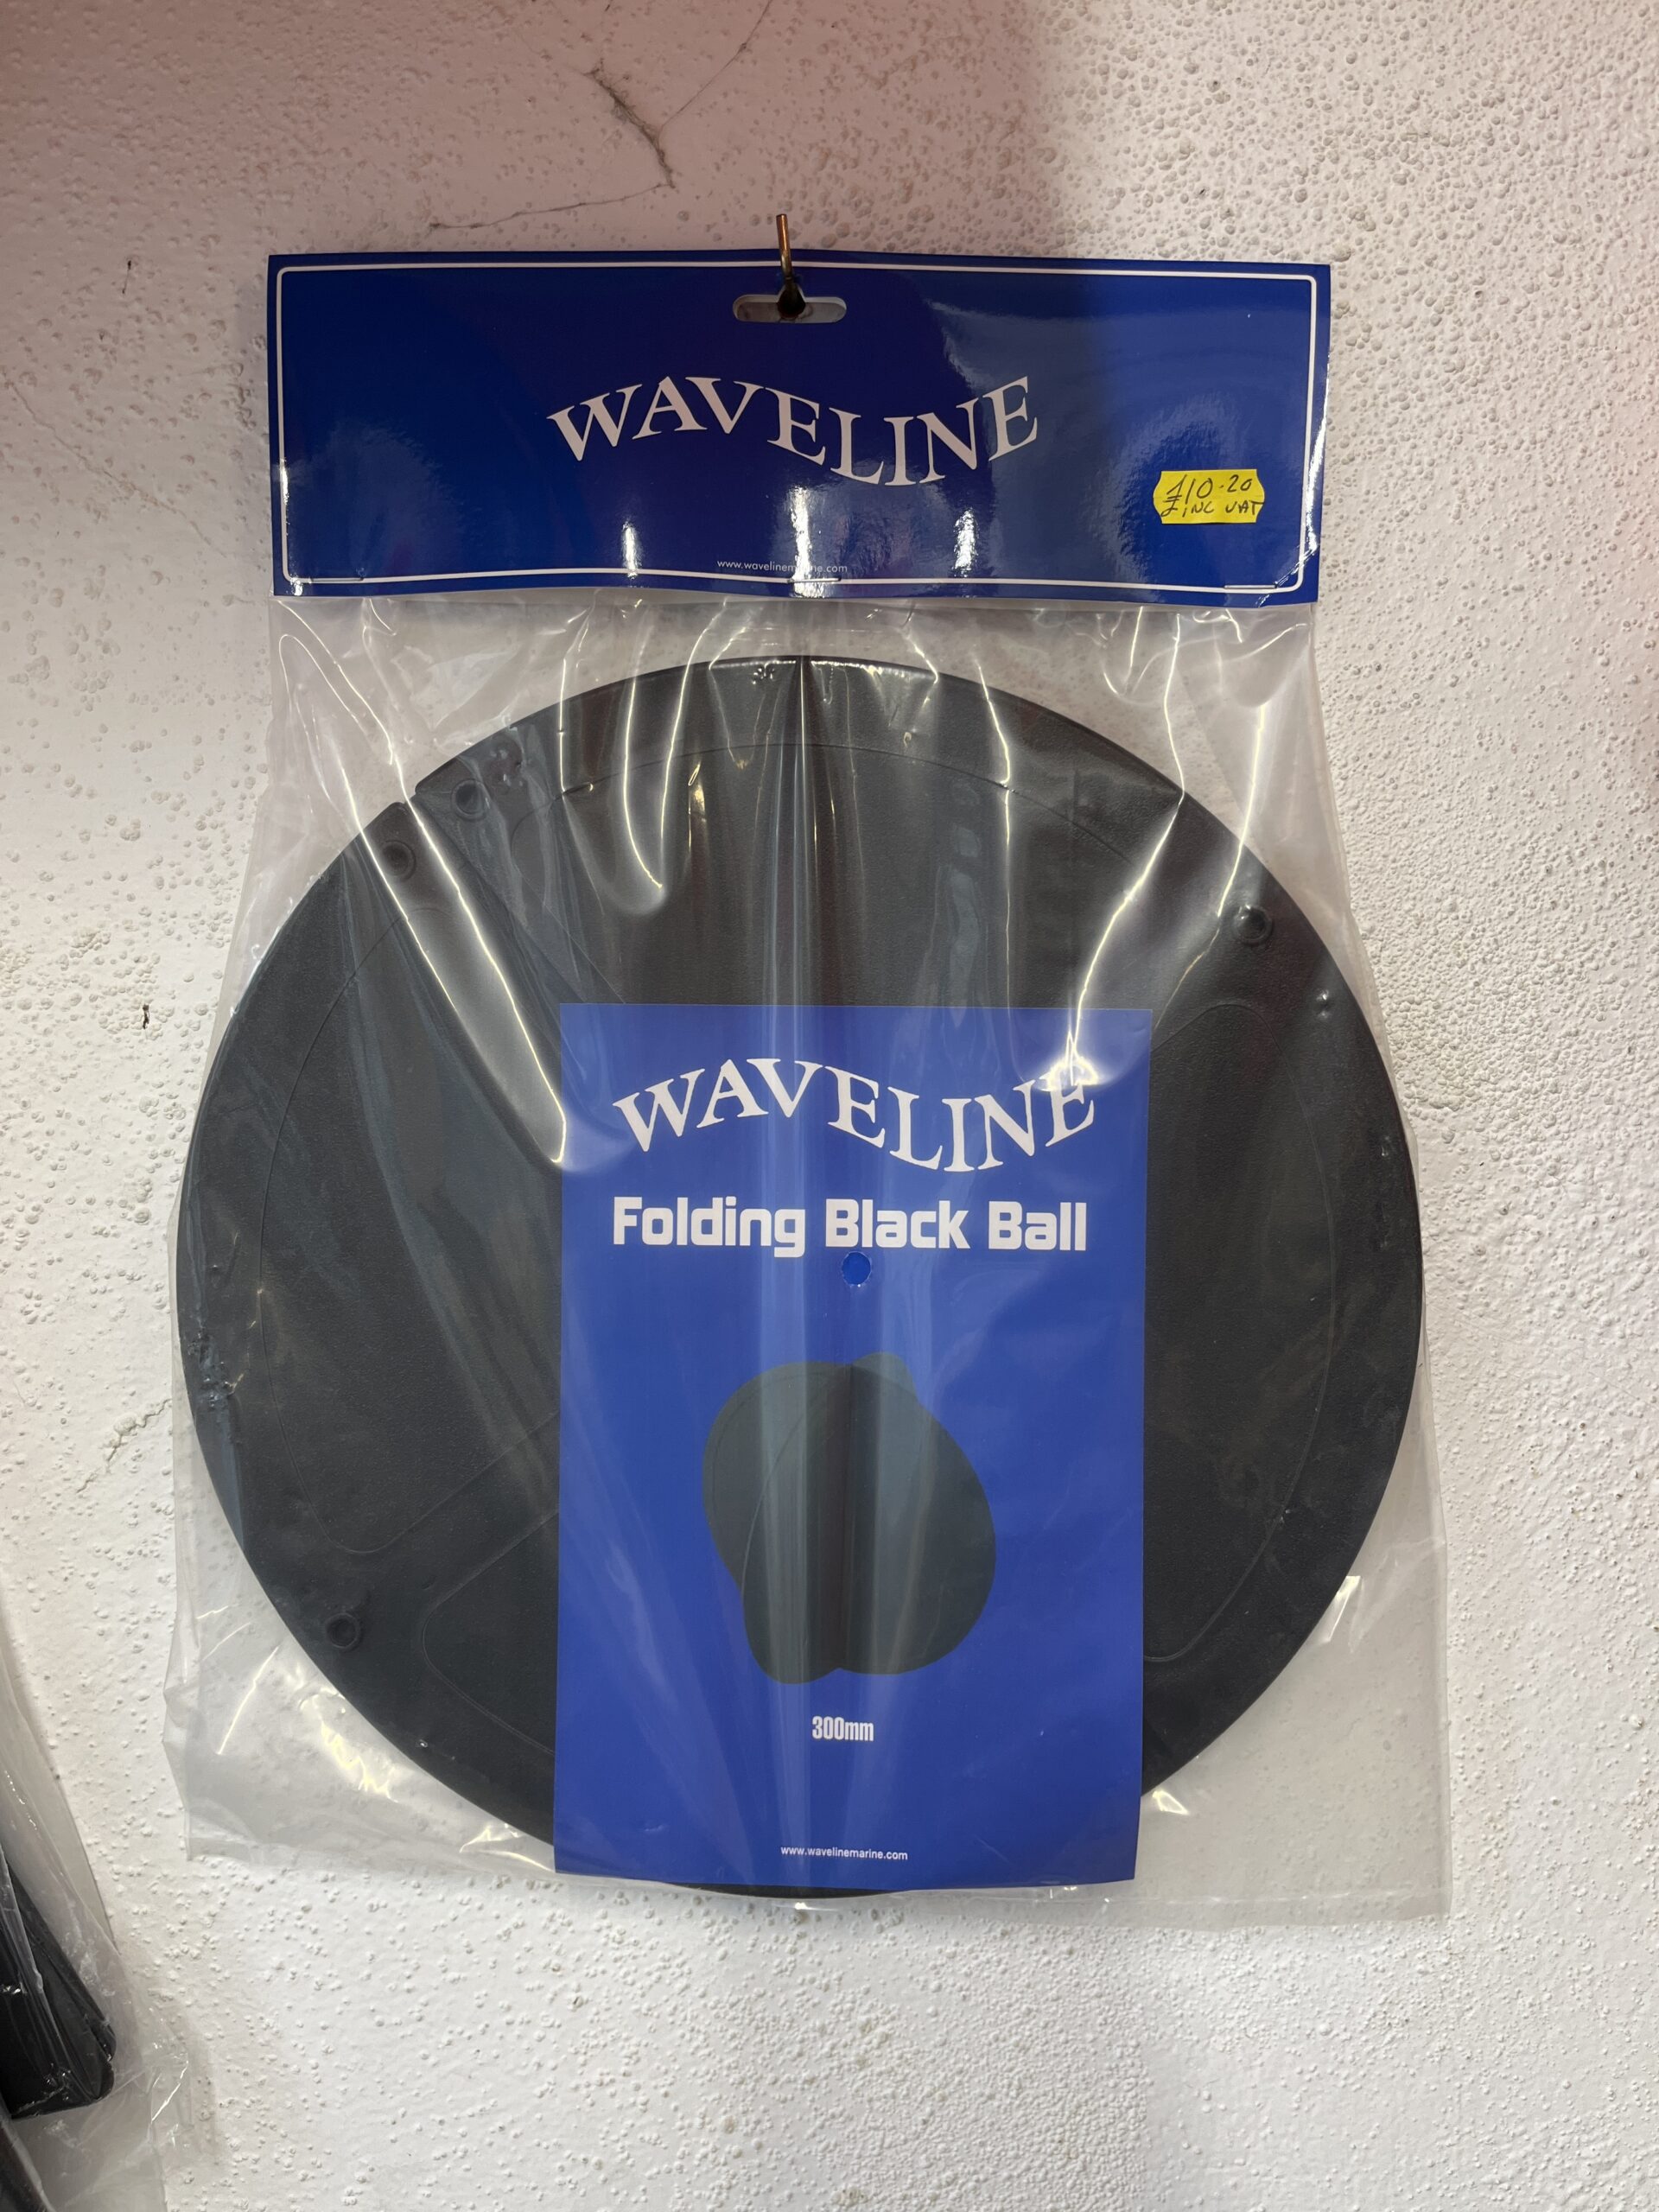 WAVELINE
£10.20
INC VAT
www.wavelinemarine.com
WAVELINE
Folding Black Ball
300mm
www.wavelinemarine.com